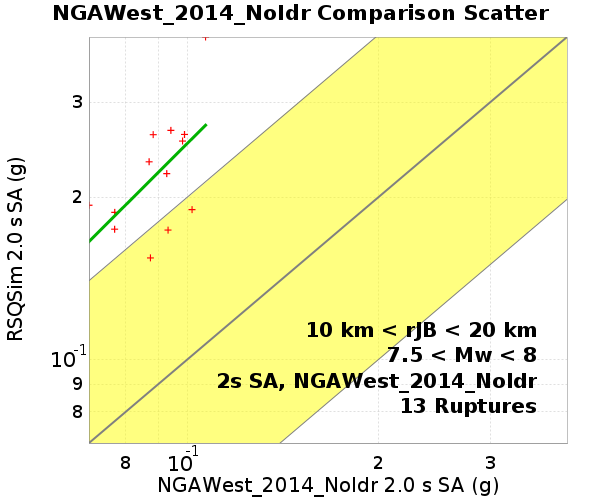 NGAWest_2014_NoIdr Comparison Scatter
RSQSim 2.0 s SA (g)
3
2
10-1
9
8
10 km < rJB < 20 km
7.5 < Mw < 8
2s SA, NGAWest_2014_NoIdr
13 Ruptures
8 10-1 2 3
NGAWest_2014_NoIdr 2.0 s SA (g)